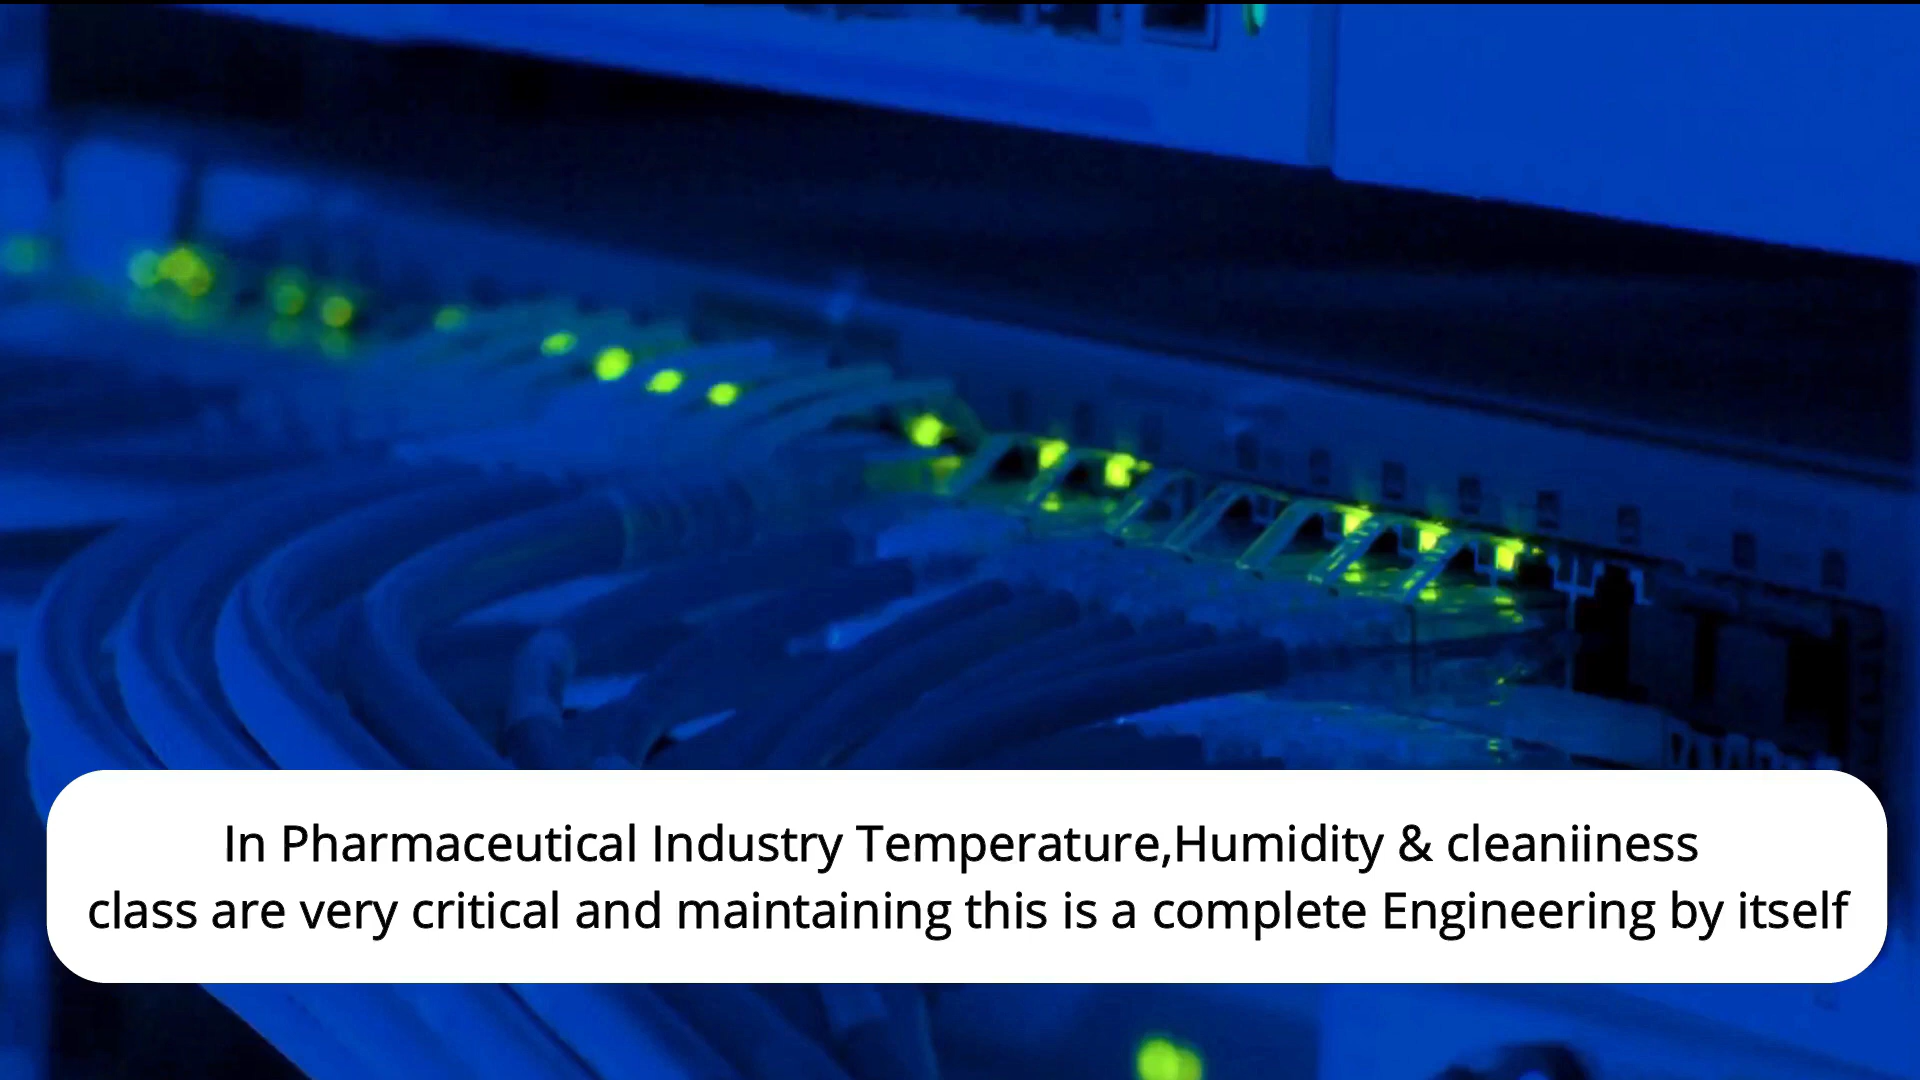 In Pharmaceutical Industry Temperature,Humidity & cleaniiness
class are very critical and maintaining this is a complete Engineering by itself